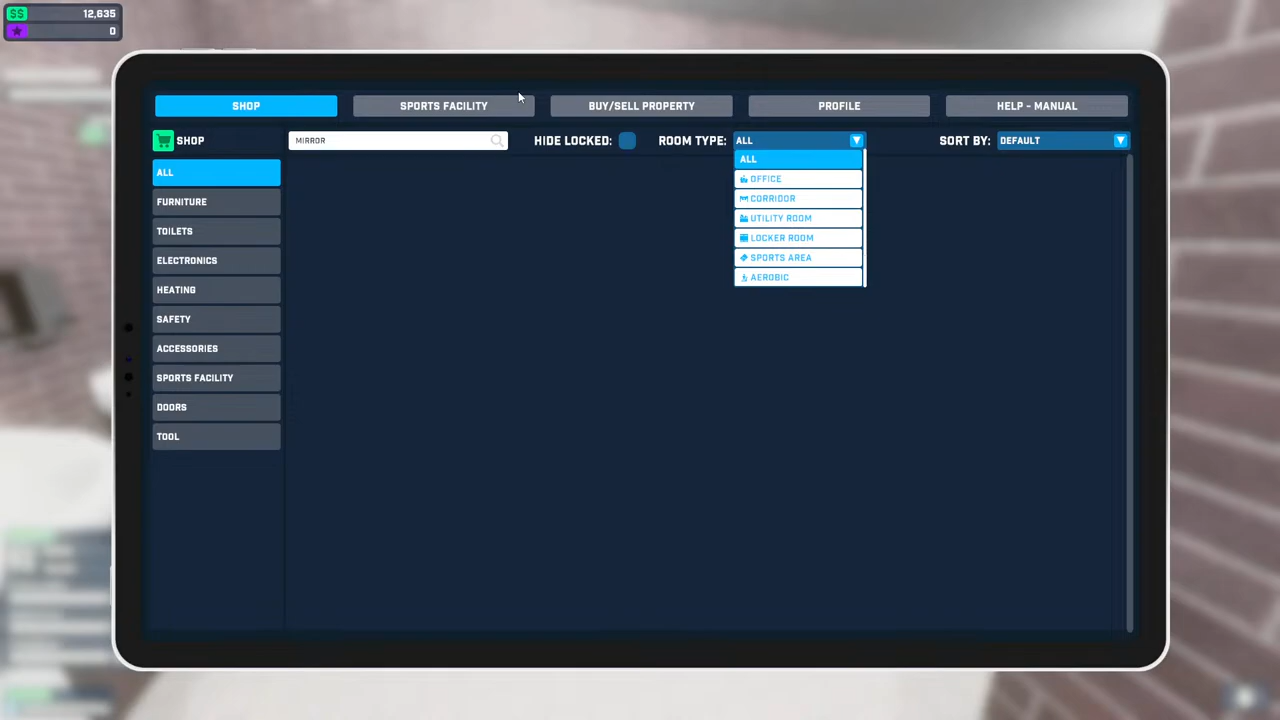 $$ 12,635
0
SHOP SPORTS FACILITY BUY/SELL PROPERTY PROFILE HELP - MANUAL
SHOP MIRROR HIDE LOCKED: ROOM TYPE: ALL SORT BY: DEFAULT
ALL
OFFICE
CORRIDOR
UTILITY ROOM
LOCKER ROOM
SPORTS AREA
AEROBIC
ALL
FURNITURE
TOILETS
ELECTRONICS
HEATING
SAFETY
ACCESSORIES
SPORTS FACILITY
DOORS
TOOL